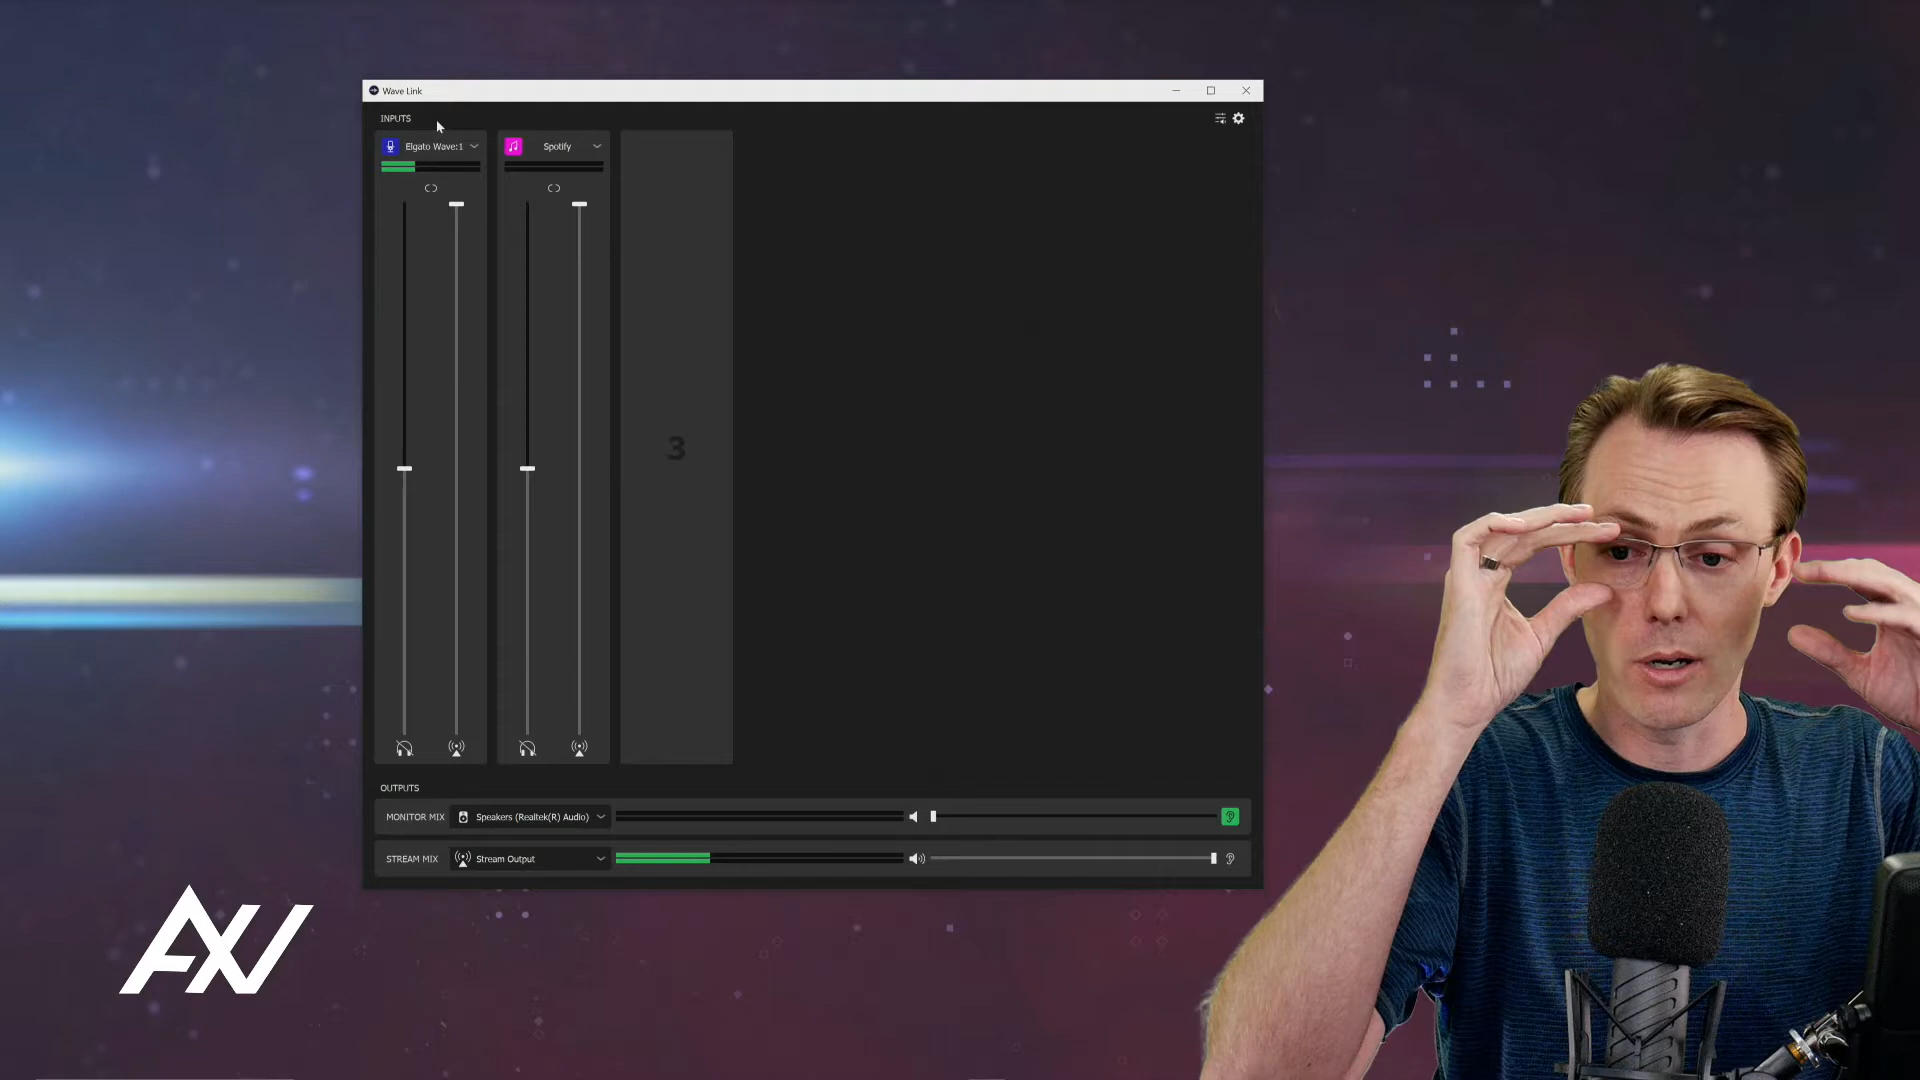 Wave Link
INPUTS
Elgato Wave:1
Spotify
3
OUTPUTS
MONITOR MIX
Speakers (Realtek(R) Audio)
STREAM MIX
Stream Output